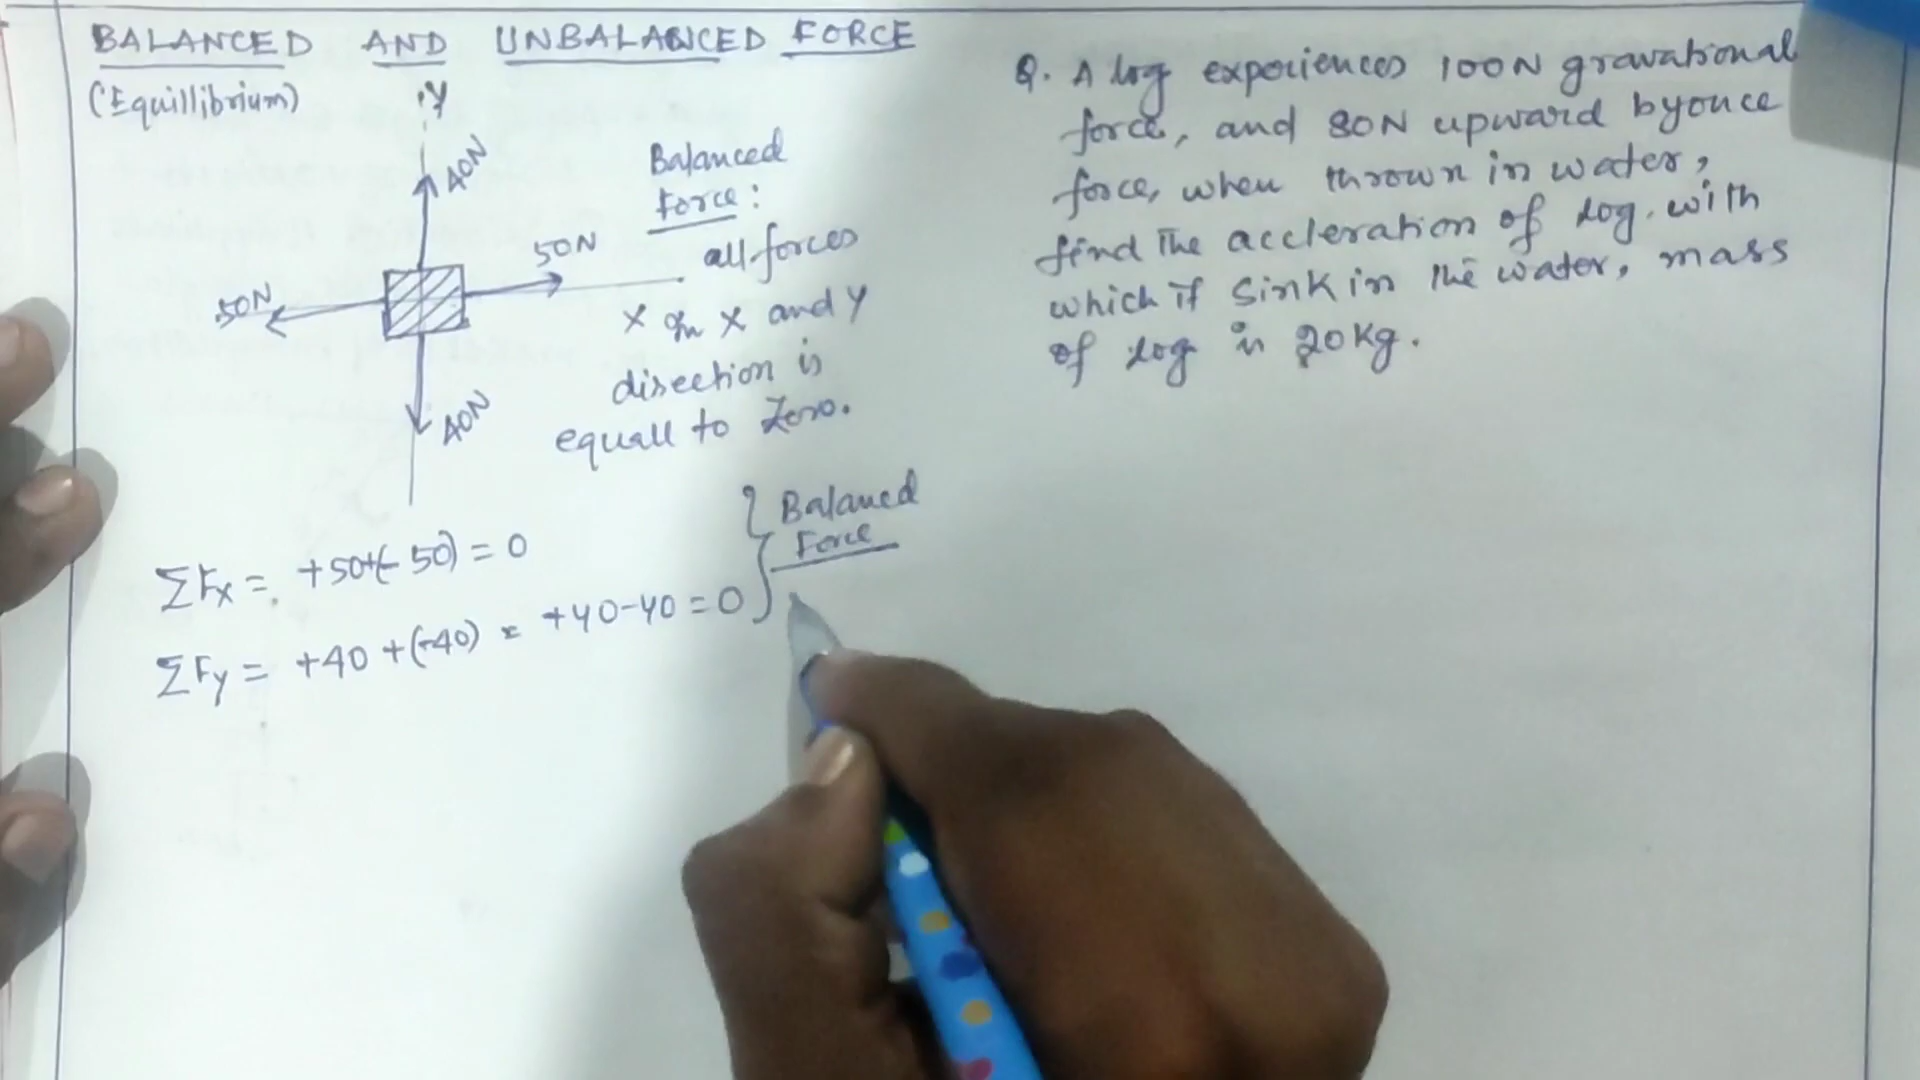 BALANCED AND UNBALANCED FORCE
(Equillibrium)
Y
40N
50N
50N
40N
Balanced
Force:
all forces
X in X and Y
direction is
equall to Zero.
ΣFx = +50+(-50) = 0
ΣFy = +40 +(-40) = +40-40 = 0
Balanced
Force
Q. A log experiences 100N gravational
force, and 80N upward byonce
force, when thrown in water,
find the accleration of log. with
which it sink in the water, mass
of log is 20kg.